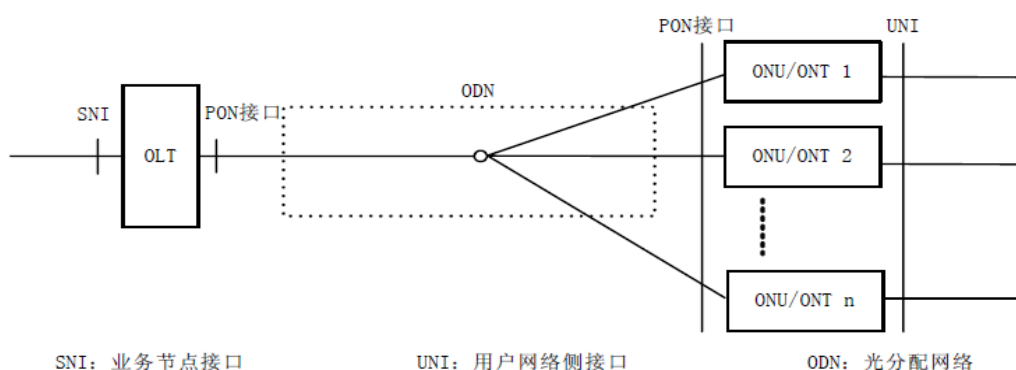 PON接口 UNI
ONU/ONT 1
ODN
SNI PON接口
OLT
ONU/ONT 2
ONU/ONT n
SNI: 业务节点接口 UNI: 用户网络侧接口 ODN: 光分配网络